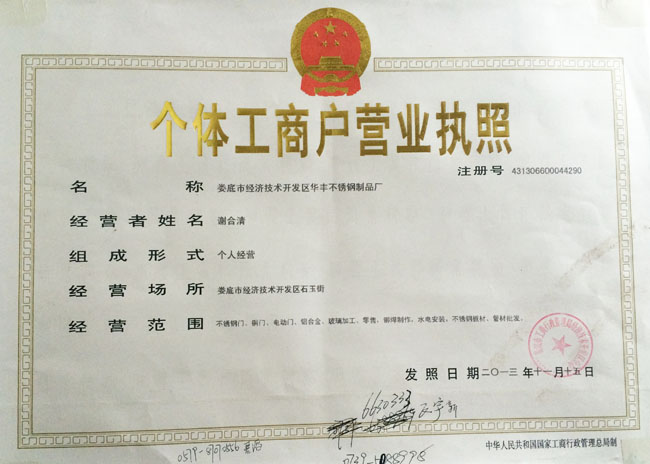 个体工商户营业执照
注册号 431306600044290
名称 娄底市经济技术开发区华丰不锈钢制品厂
经营者姓名 谢合清
组成形式 个人经营
经营场所 娄底市经济技术开发区石玉街
经营范围 不锈钢门、铜门、电动门、铝合金、玻璃加工、零售、制作、水电安装、不锈钢板材、管材批发。
发照日期 二〇一三年十一月十五日
6630333
中华人民共和国国家工商行政管理总局制